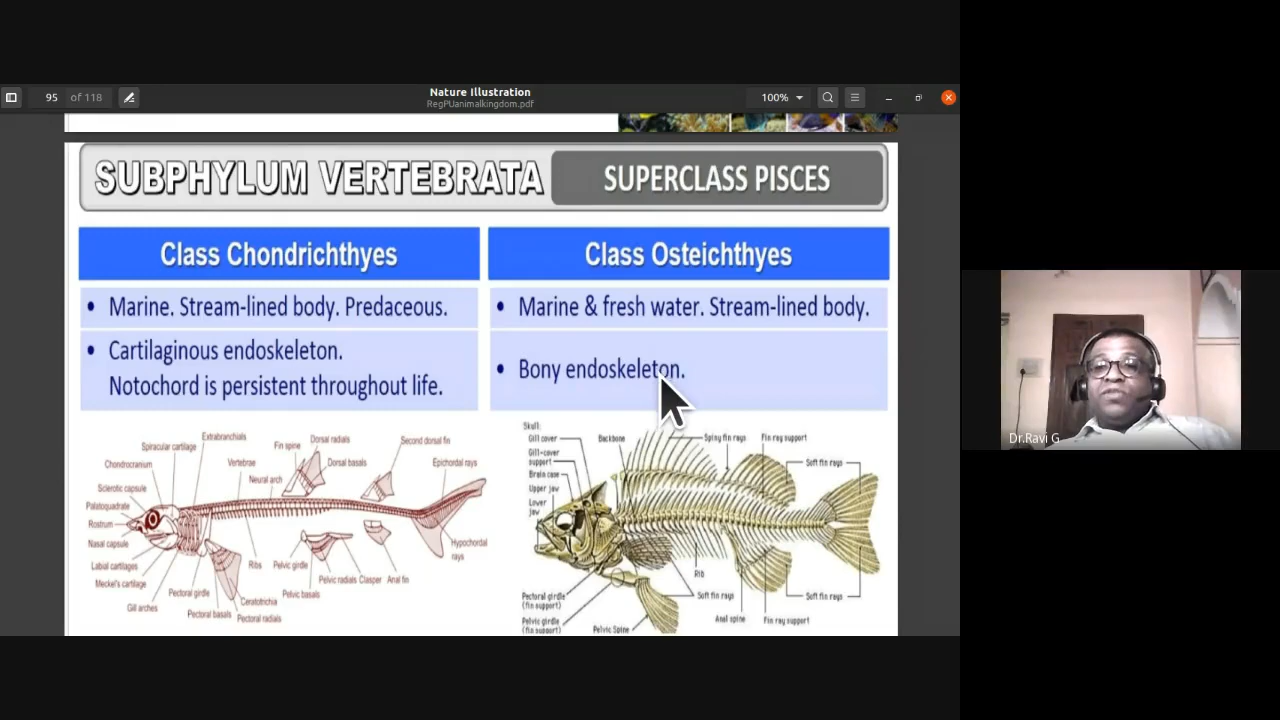 95 of 118
Nature Illustration
RegPUanimalkingdom.pdf
100%
SUBPHYLUM VERTEBRATA
SUPERCLASS PISCES
Class Chondrichthyes
Class Osteichthyes
• Marine. Stream-lined body. Predaceous.
• Marine & fresh water. Stream-lined body.
• Cartilaginous endoskeleton.
Notochord is persistent throughout life.
• Bony endoskeleton.
Extrabranchials
Spiracular cartilage
Chondrocranium
Sclerotic capsule
Palatoquadrate
Rostrum
Nasal capsule
Labial cartilages
Meckel's cartilage
Gill arches
Vertebrae
Neural arch
Fin spine
Dorsal radials
Dorsal basals
Second dorsal fin
Epichordal rays
Hypochordal
rays
Ribs
Pelvic girdle
Pelvic radials
Clasper
Anal fin
Pelvic basals
Pectoral girdle
Ceratotrichia
Pectoral basals
Pectoral radials
Skull:
Gill cover
Gill-cover
support
Brain case
Upper jaw
Lower
jaw
Backbone
Spiny fin rays
Fin ray support
Soft fin rays
Rib
Soft fin rays
Soft fin rays
Pectoral girdle
(fin support)
Pelvic girdle
(fin support)
Pelvic Spine
Anal spine
Fin ray support
Dr.Ravi G